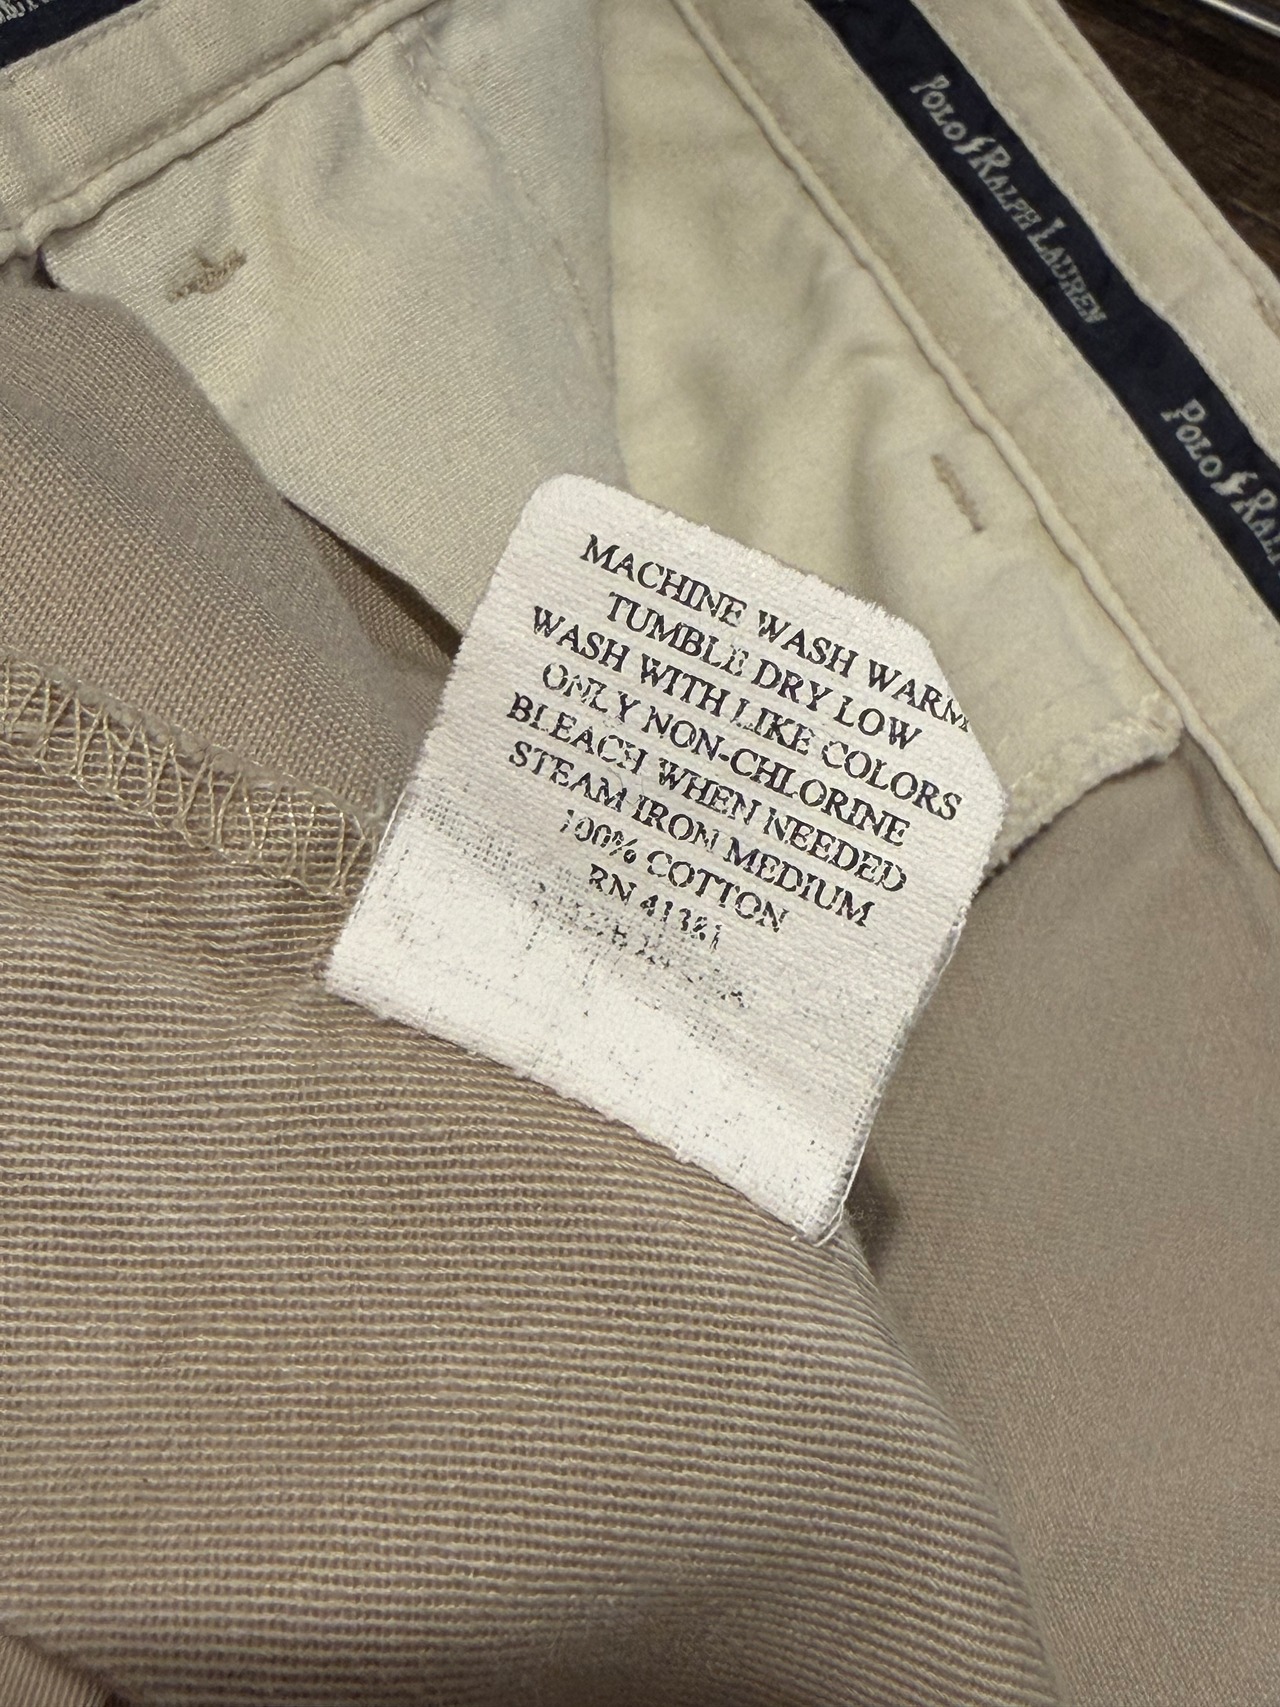 POLO RALPH LAUREN
POLO RAL
MACHINE WASH WARM
TUMBLE DRY LOW
WASH WITH LIKE COLORS
ONLY NON-CHLORINE
BLEACH WHEN NEEDED
STEAM IRON MEDIUM
100% COTTON
RN 41381